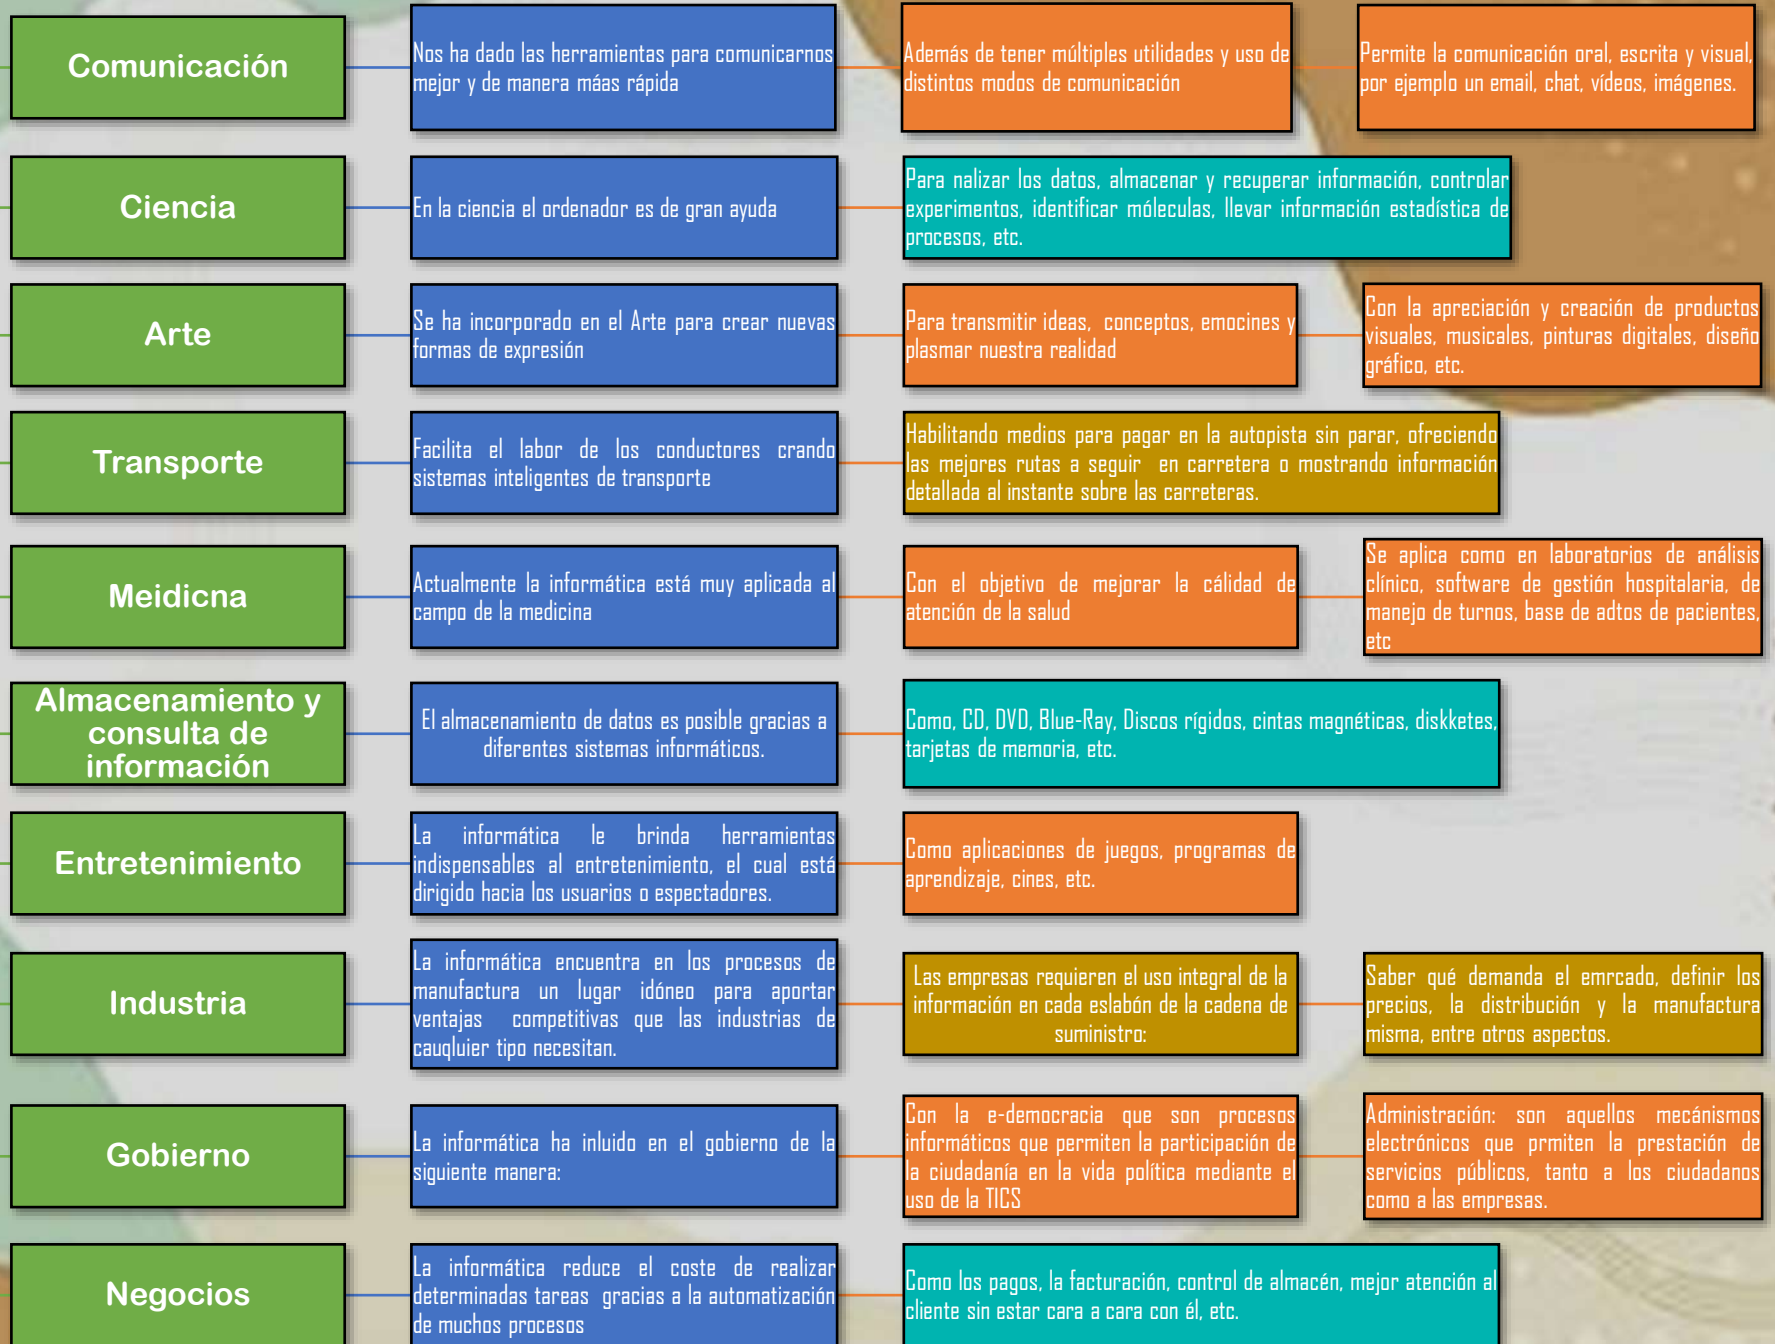 Comunicación
Nos ha dado las herramientas para comunicarnos
mejor y de manera máas rápida
Además de tener múltiples utilidades y uso de
distintos modos de comunicación
Permite la comunicación oral, escrita y visual,
por ejemplo un email, chat, vídeos, imágenes.
Ciencia
En la ciencia el ordenador es de gran ayuda
Para nalizar los datos, almacenar y recuperar información, controlar
experimentos, identificar móleculas, llevar información estadística de
procesos, etc.
Arte
Se ha incorporado en el Arte para crear nuevas
formas de expresión
Para transmitir ideas, conceptos, emocines y
plasmar nuestra realidad
Con la apreciación y creación de productos
visuales, musicales, pinturas digitales, diseño
gráfico, etc.
Transporte
Facilita el labor de los conductores crando
sistemas inteligentes de transporte
Habilitando medios para pagar en la autopista sin parar, ofreciendo
las mejores rutas a seguir en carretera o mostrando información
detallada al instante sobre las carreteras.
Meidicna
Actualmente la informática está muy aplicada al
campo de la medicina
Con el objetivo de mejorar la cálidad de
atención de la salud
Se aplica como en laboratorios de análisis
clínico, software de gestión hospitalaria, de
manejo de turnos, base de adtos de pacientes,
etc
Almacenamiento y
consulta de
información
El almacenamiento de datos es posible gracias a
diferentes sistemas informáticos.
Como, CD, DVD, Blue-Ray, Discos rígidos, cintas magnéticas, diskketes,
tarjetas de memoria, etc.
Entretenimiento
La informática le brinda herramientas
indispensables al entretenimiento, el cual está
dirigido hacia los usuarios o espectadores.
Como aplicaciones de juegos, programas de
aprendizaje, cines, etc.
Industria
La informática encuentra en los procesos de
manufactura un lugar idóneo para aportar
ventajas competitivas que las industrias de
cauqluier tipo necesitan.
Las empresas requieren el uso integral de la
información en cada eslabón de la cadena de
suministro:
Saber qué demanda el emrcado, definir los
precios, la distribución y la manufactura
misma, entre otros aspectos.
Gobierno
La informática ha inluido en el gobierno de la
siguiente manera:
Con la e-democracia que son procesos
informáticos que permiten la participación de
la ciudadanía en la vida política mediante el
uso de la TICS
Administración: son aquellos mecánismos
electrónicos que prmiten la prestación de
servicios públicos, tanto a los ciudadanos
como a las empresas.
Negocios
La informática reduce el coste de realizar
determinadas tareas gracias a la automatización
de muchos procesos
Como los pagos, la facturación, control de almacén, mejor atención al
cliente sin estar cara a cara con él, etc.